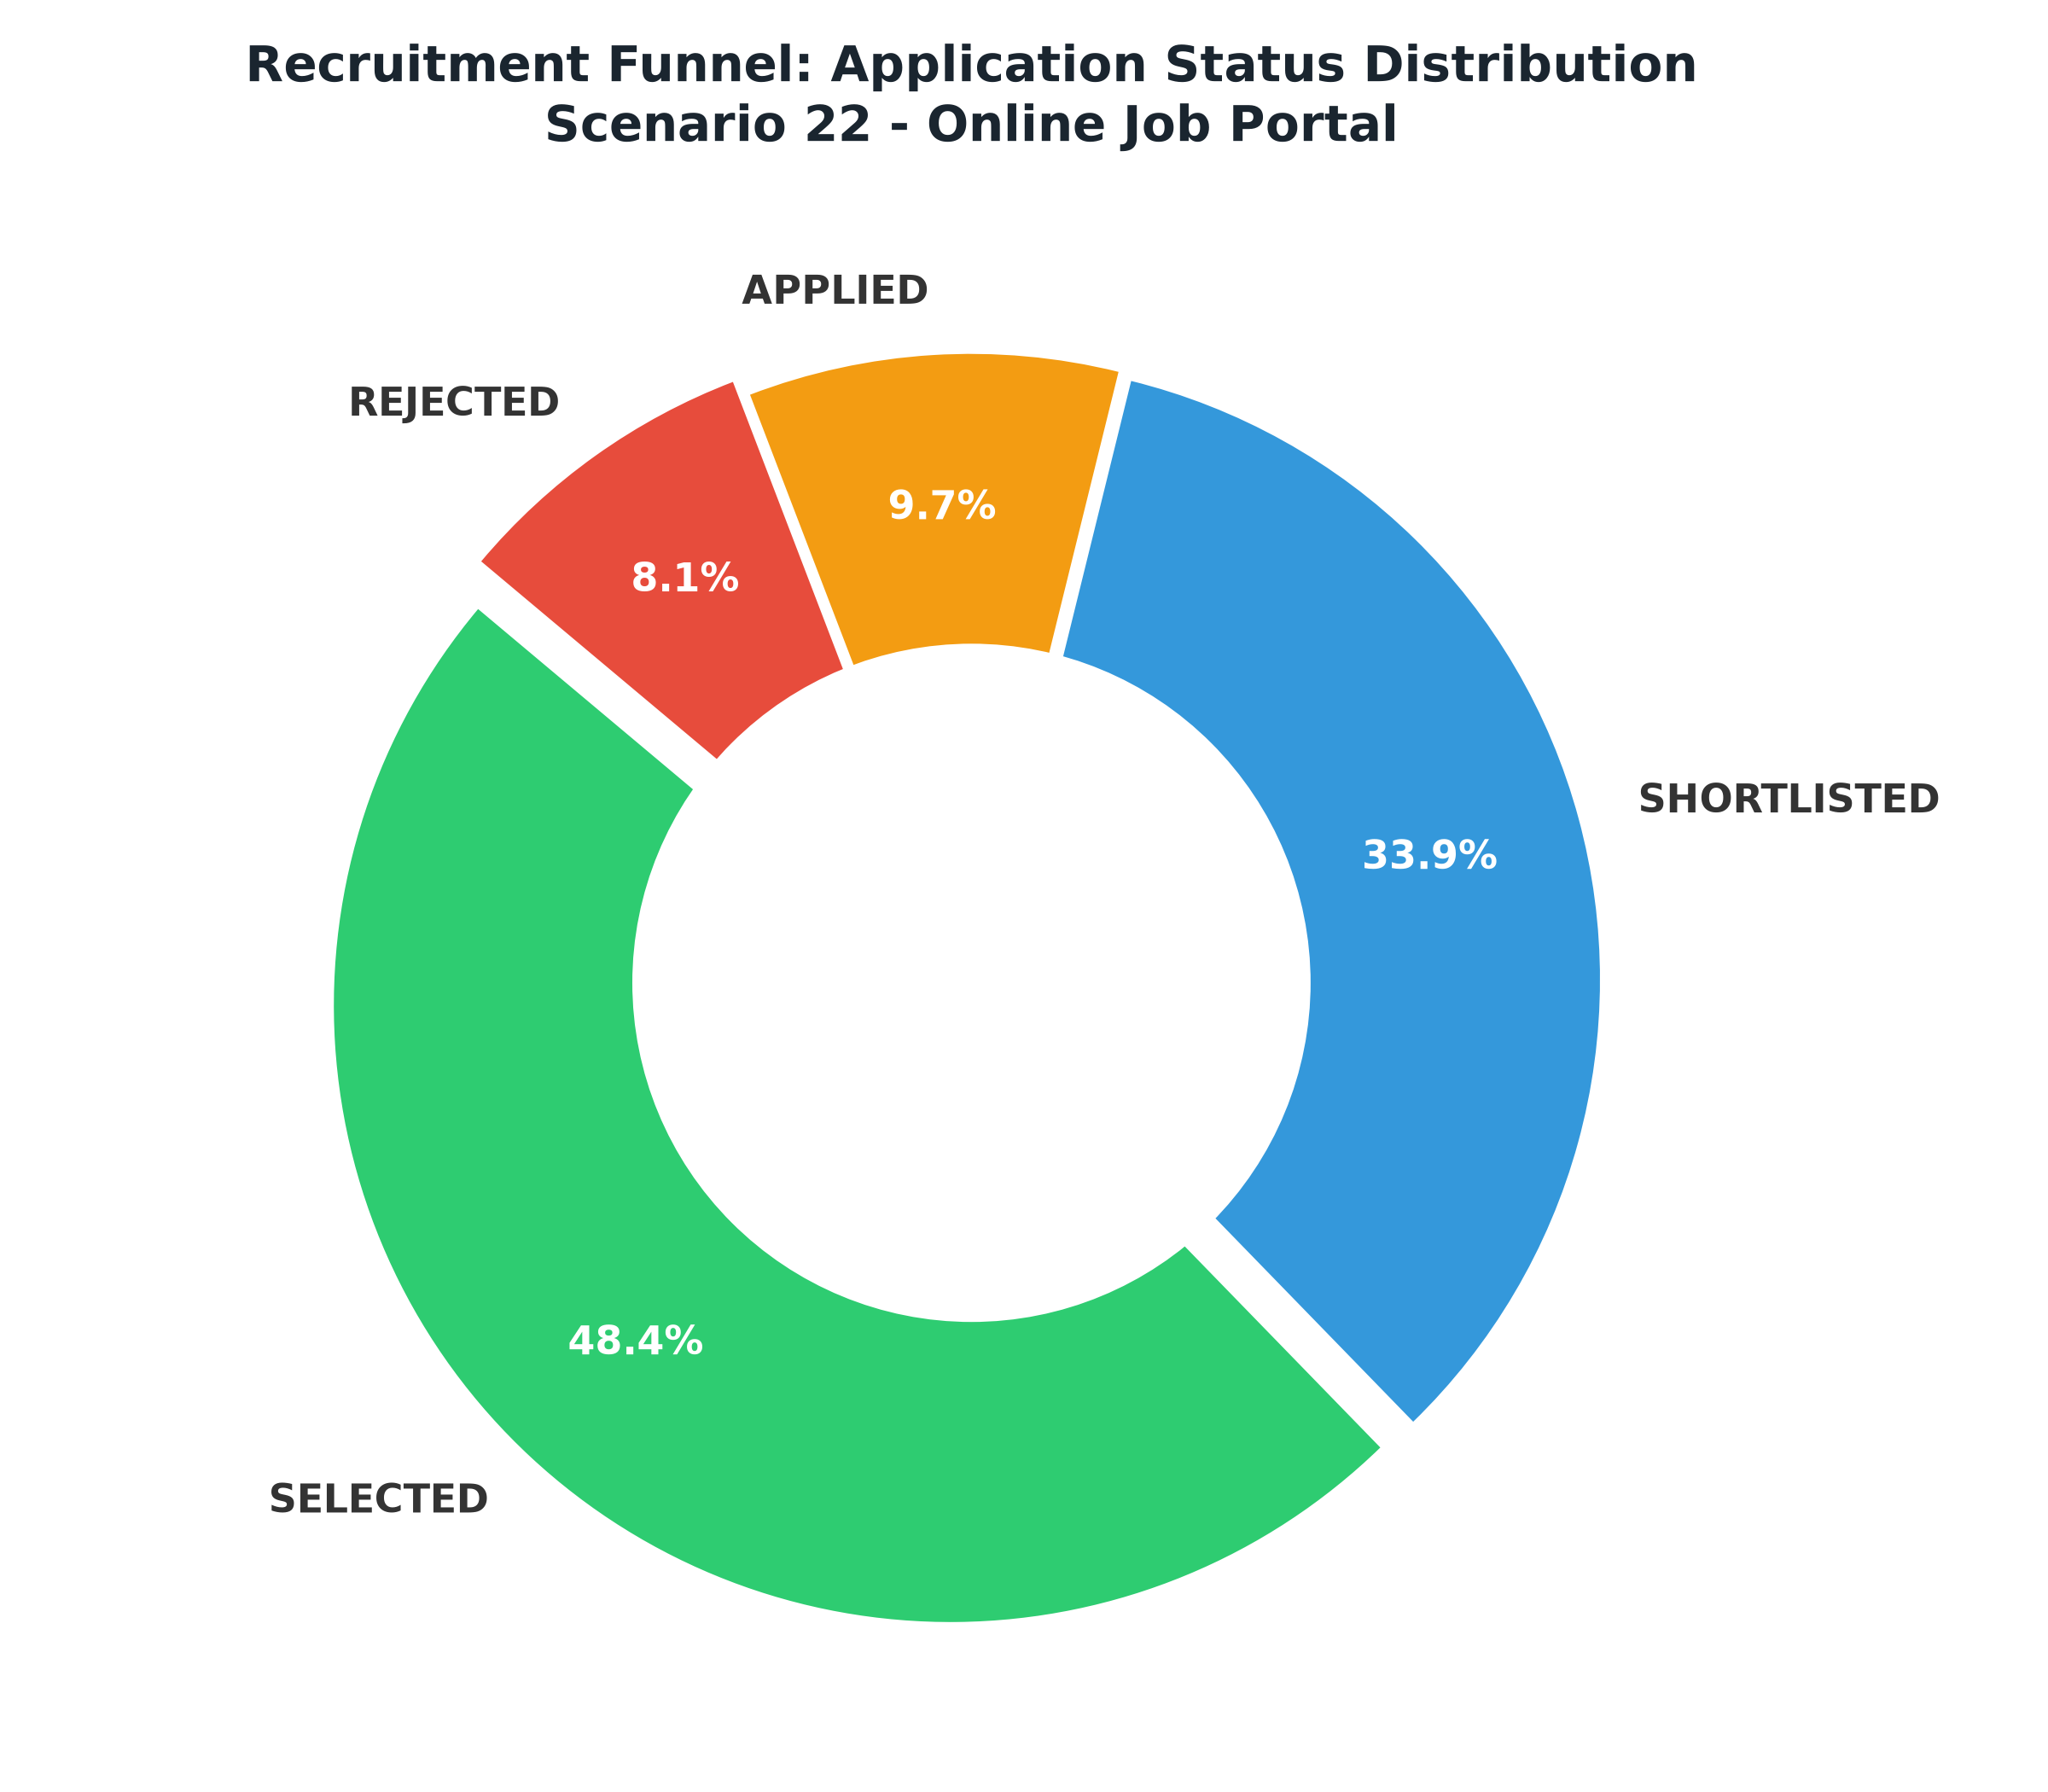 Recruitment Funnel: Application Status Distribution
Scenario 22 - Online Job Portal
APPLIED
REJECTED
9.7%
8.1%
SHORTLISTED
33.9%
48.4%
SELECTED